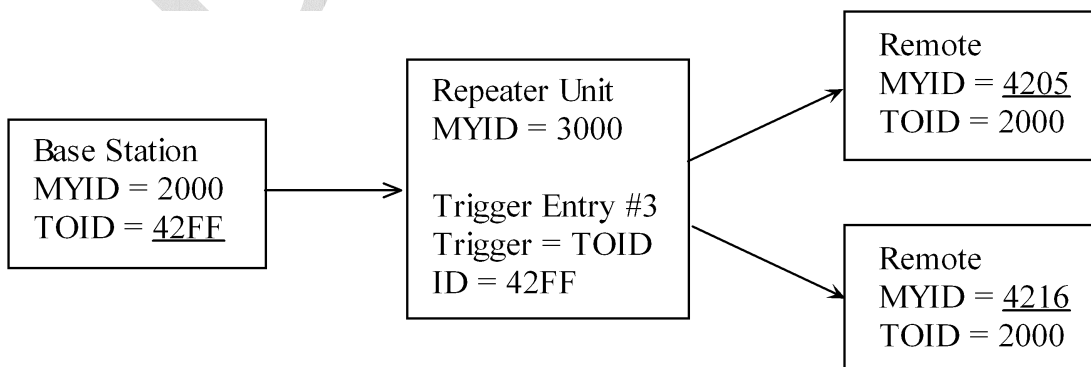 Base Station
MYID = 2000
TOID = 42FF
Repeater Unit
MYID = 3000
Trigger Entry #3
Trigger = TOID
ID = 42FF
Remote
MYID = 4205
TOID = 2000
Remote
MYID = 4216
TOID = 2000